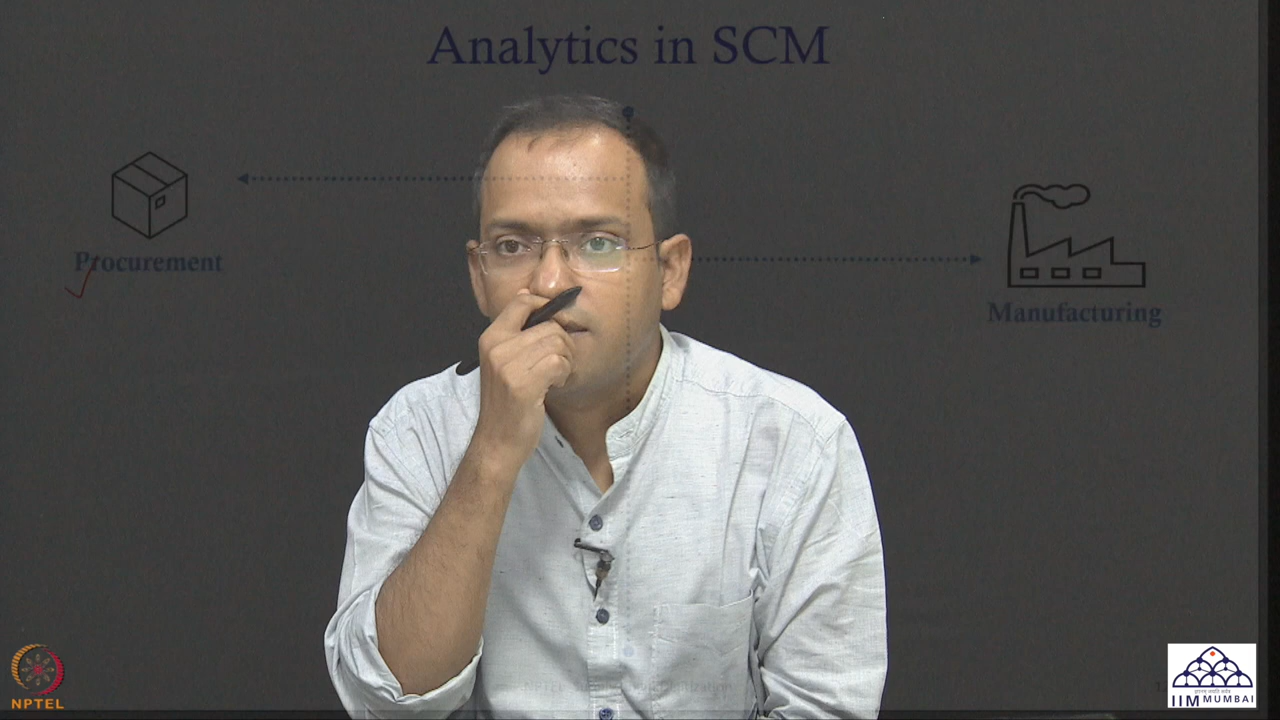 Analytics in SCM
Procurement
Manufacturing
NPTEL
IIM MUMBAI